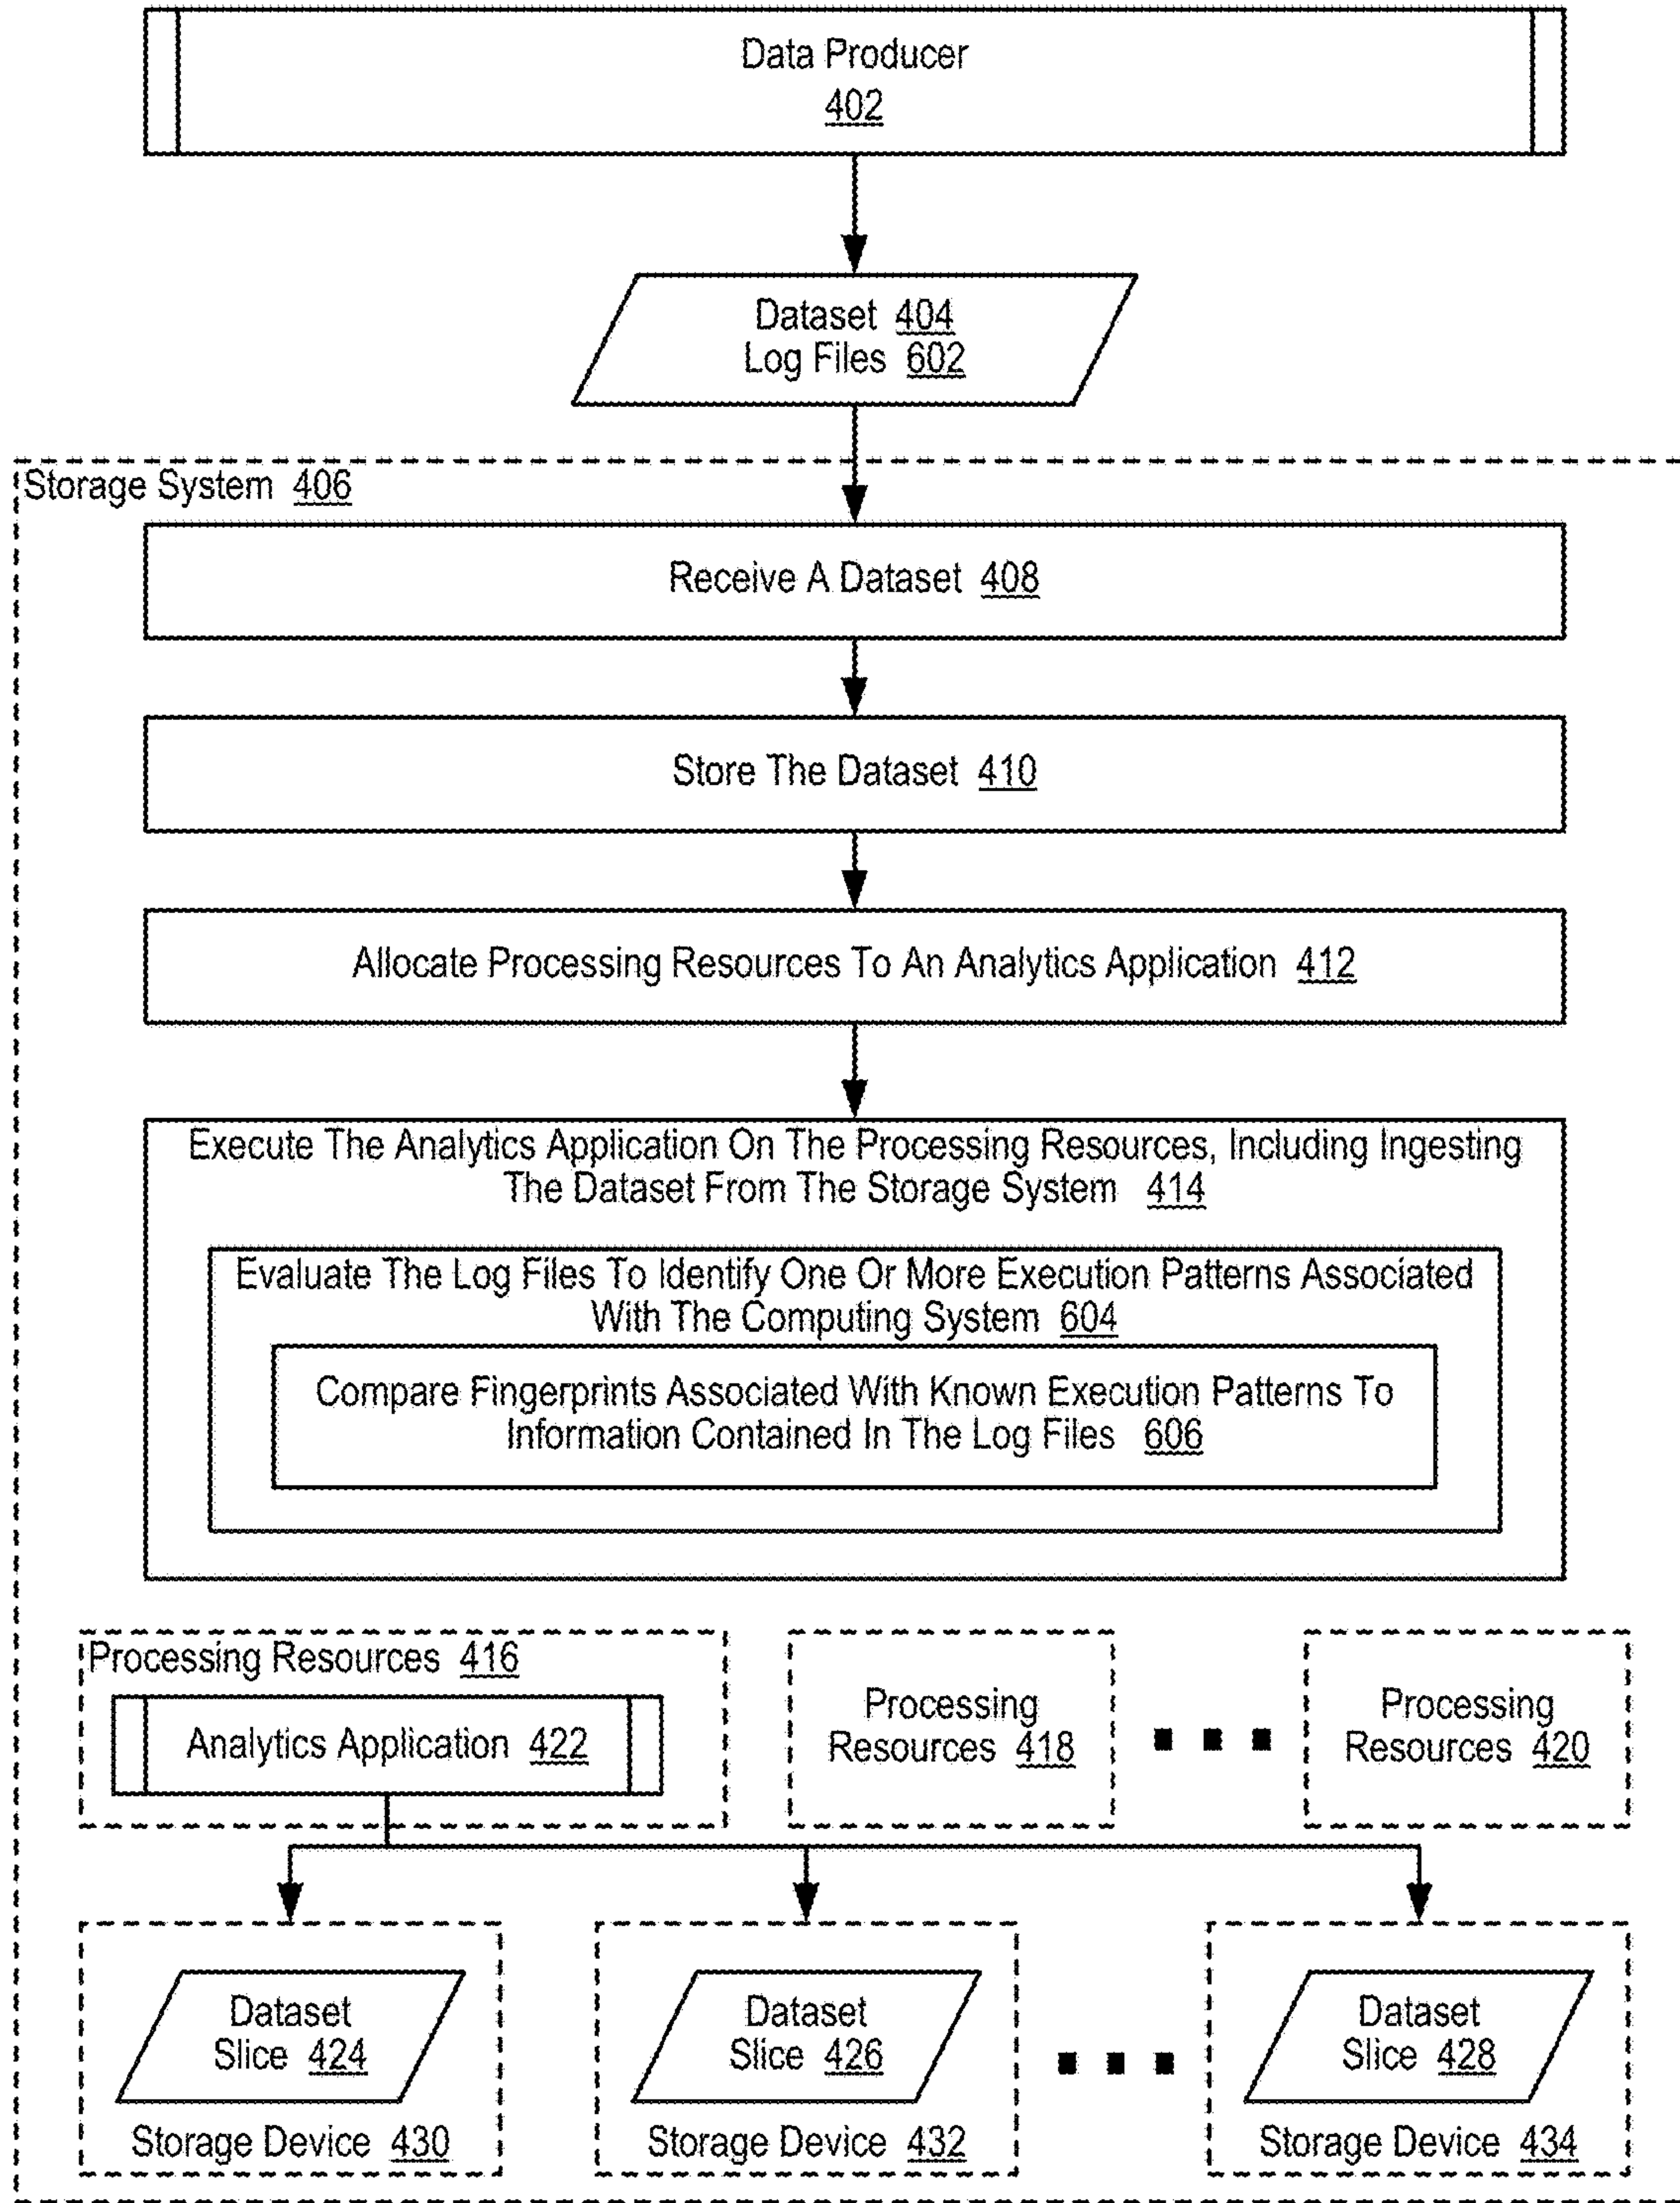 Data Producer
402
Dataset 404
Log Files 602
Storage System 406
Receive A Dataset 408
Store The Dataset 410
Allocate Processing Resources To An Analytics Application 412
Execute The Analytics Application On The Processing Resources, Including Ingesting
The Dataset From The Storage System 414
Evaluate The Log Files To Identify One Or More Execution Patterns Associated
With The Computing System 604
Compare Fingerprints Associated With Known Execution Patterns To
Information Contained In The Log Files 606
Processing Resources 416
Analytics Application 422
Processing
Resources 418
Processing
Resources 420
Dataset
Slice 424
Storage Device 430
Dataset
Slice 426
Storage Device 432
Dataset
Slice 428
Storage Device 434